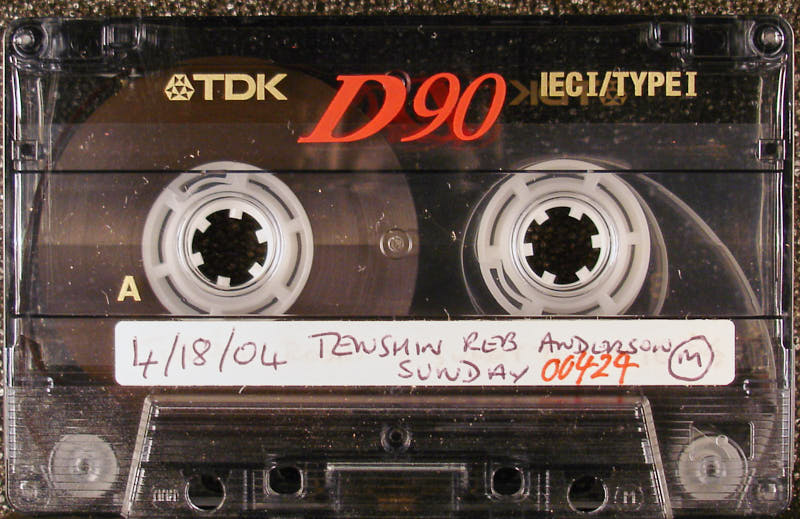 TDK D90 IEC I/TYPE I
A
4/18/04 TENSHIN REB ANDERSON M
SUNDAY 00424